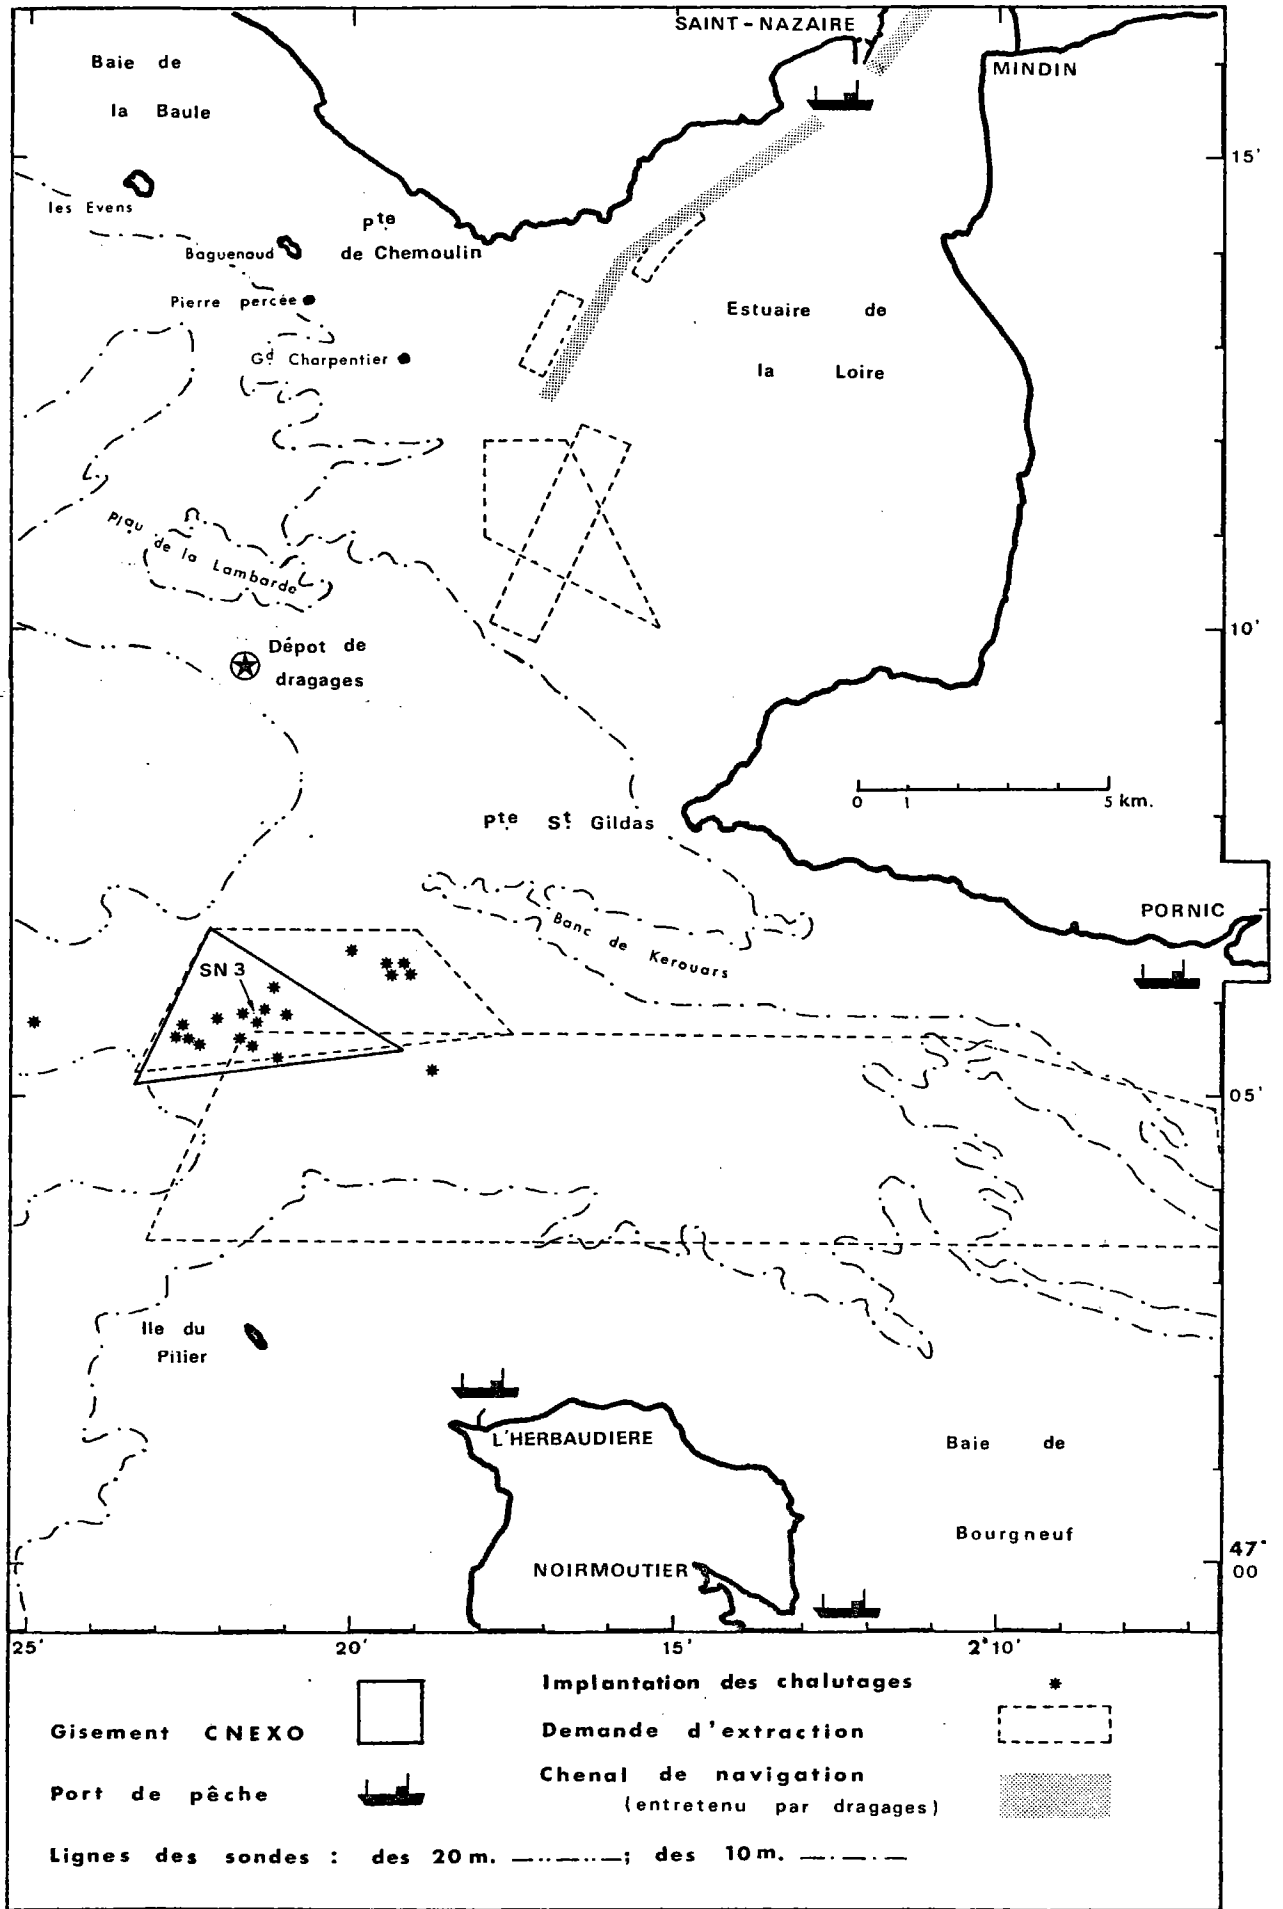 SAINT-NAZAIRE
MINDIN
Baie de
la Baule
15'
les Evens
Pte
de Chemoulin
Baguenaud
Pierre percée
Gd Charpentier
Estuaire de
la Loire
Plau de la Lambarde
10'
Dépot de
dragages
0 1 5 km.
Pte St Gildas
Banc de Kerouars
PORNIC
SN 3
05'
Ile du
Pilier
L'HERBAUDIERE
Baie de
Bourgneuf
NOIRMOUTIER
47°
00
25' 20' 15' 2°10'
Implantation des chalutages
Gisement CNEXO
Demande d'extraction
Port de pêche
Chenal de navigation
(entretenu par dragages)
Lignes des sondes : des 20 m. ; des 10 m.